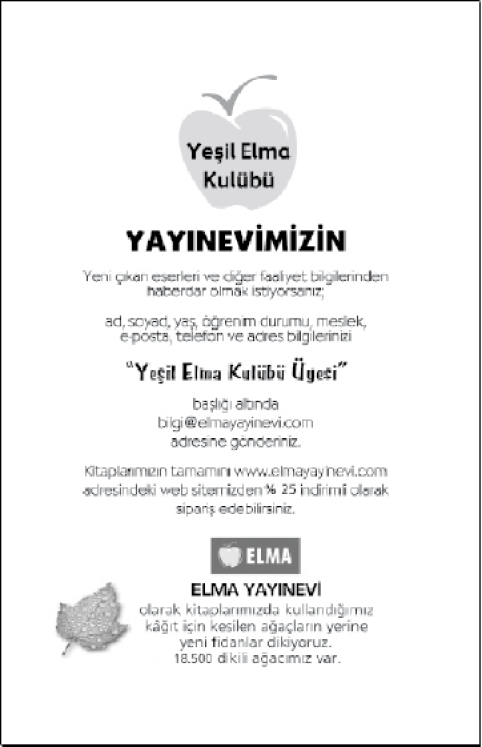 Yeşil Elma
Kulübü
YAYINEVİMİZİN
Yeni çıkan eserleri ve diğer faaliyet bilgilerinden
haberdar olmak istiyorsanız;
ad, soyad, yaş, öğrenim durumu, meslek,
e-posta, telefon ve adres bilgilerinizi
“Yeşil Elma Kulübü Üyesi”
başlığı altında
bilgi@elmayayinevi.com
adresine gönderiniz.
Kitaplarımızın tamamını www.elmayayinevi.com
adresindeki web sitemizden % 25 indirimli olarak
sipariş edebilirsiniz.
ELMA
ELMA YAYINEVİ
olarak kitaplarımızda kullandığımız
kâğıt için kesilen ağaçların yerine
yeni fidanlar dikiyoruz.
18.500 dikili ağacımız var.